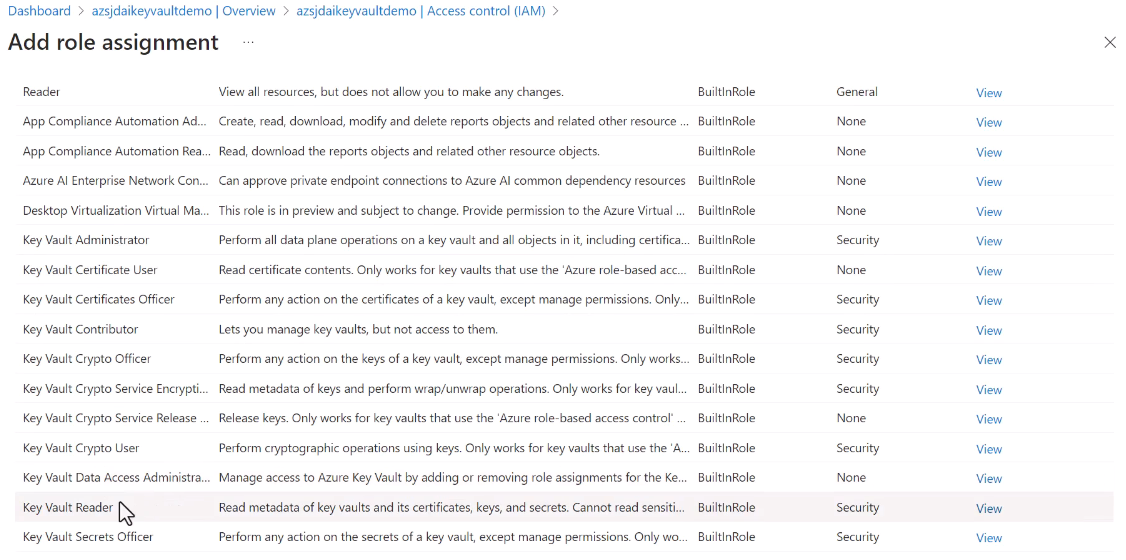 Dashboard > azsjdaikeyvaultdemo | Overview > azsjdaikeyvaultdemo | Access control (IAM) >
Add role assignment ...
Reader View all resources, but does not allow you to make any changes. BuiltInRole General View
App Compliance Automation Ad... Create, read, download, modify and delete reports objects and related other resource ... BuiltInRole None View
App Compliance Automation Rea... Read, download the reports objects and related other resource objects. BuiltInRole None View
Azure AI Enterprise Network Con... Can approve private endpoint connections to Azure AI common dependency resources BuiltInRole None View
Desktop Virtualization Virtual Ma... This role is in preview and subject to change. Provide permission to the Azure Virtual ... BuiltInRole None View
Key Vault Administrator Perform all data plane operations on a key vault and all objects in it, including certifica... BuiltInRole Security View
Key Vault Certificate User Read certificate contents. Only works for key vaults that use the 'Azure role-based acc... BuiltInRole None View
Key Vault Certificates Officer Perform any action on the certificates of a key vault, except manage permissions. Only... BuiltInRole Security View
Key Vault Contributor Lets you manage key vaults, but not access to them. BuiltInRole Security View
Key Vault Crypto Officer Perform any action on the keys of a key vault, except manage permissions. Only works... BuiltInRole Security View
Key Vault Crypto Service Encrypti... Read metadata of keys and perform wrap/unwrap operations. Only works for key vaul... BuiltInRole Security View
Key Vault Crypto Service Release ... Release keys. Only works for key vaults that use the 'Azure role-based access control' ... BuiltInRole None View
Key Vault Crypto User Perform cryptographic operations using keys. Only works for key vaults that use the 'A... BuiltInRole Security View
Key Vault Data Access Administra... Manage access to Azure Key Vault by adding or removing role assignments for the Ke... BuiltInRole None View
Key Vault Reader Read metadata of key vaults and its certificates, keys, and secrets. Cannot read sensiti... BuiltInRole Security View
Key Vault Secrets Officer Perform any action on the secrets of a key vault, except manage permissions. Only wo... BuiltInRole Security View